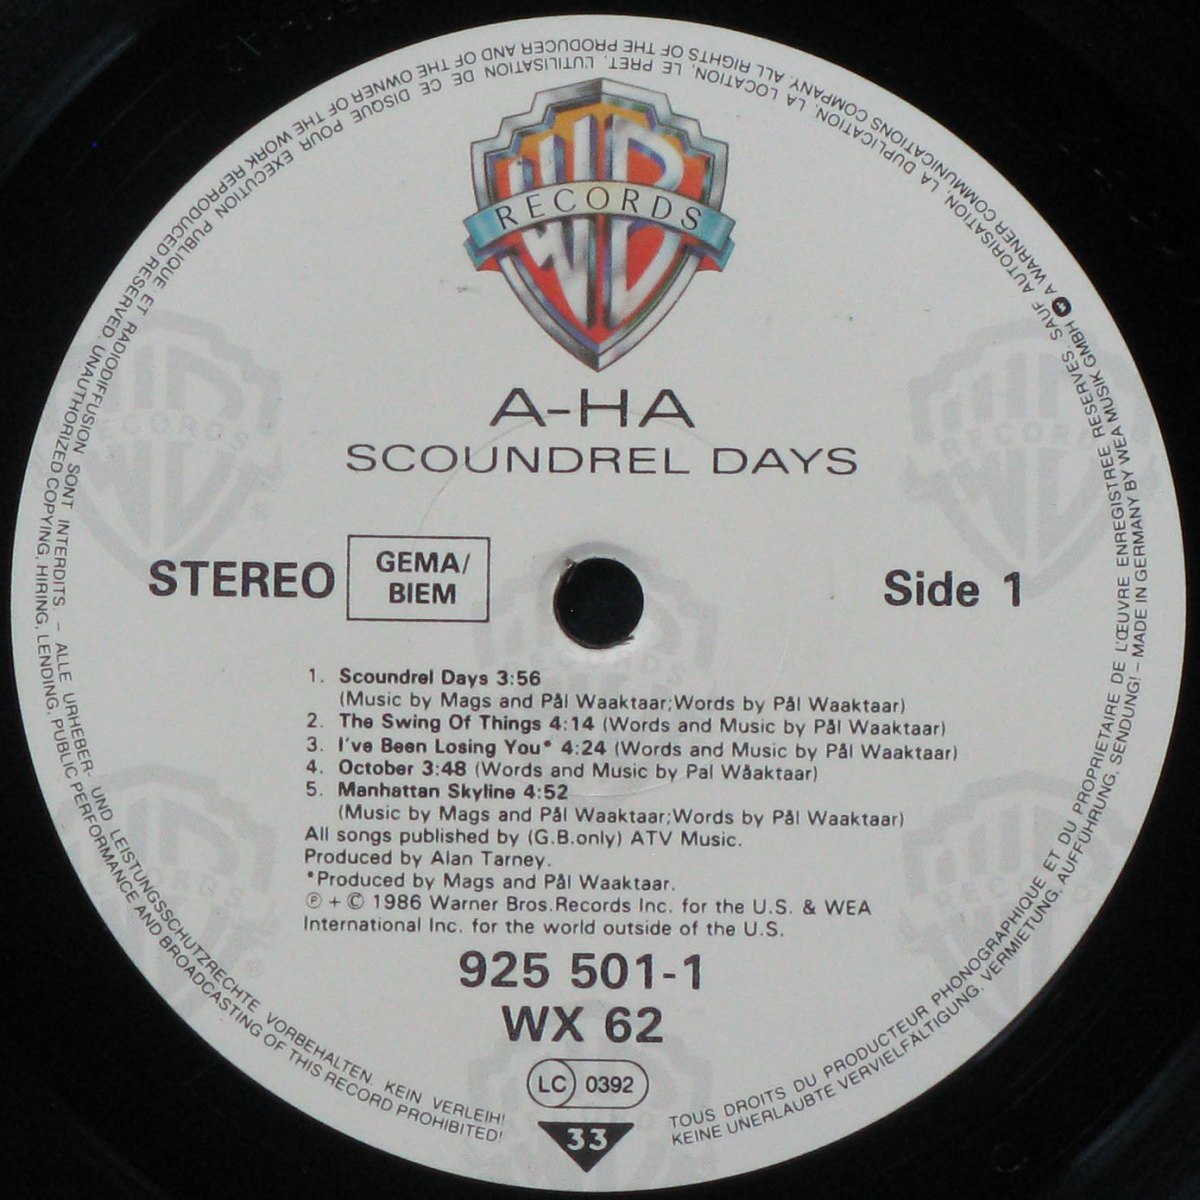 WB
RECORDS
A-HA
SCOUNDREL DAYS
STEREO
GEMA/
BIEM
Side 1
1. Scoundrel Days 3:56
(Music by Mags and Pål Waaktaar;Words by Pål Waaktaar)
2. The Swing Of Things 4:14 (Words and Music by Pål Waaktaar)
3. I've Been Losing You* 4:24 (Words and Music by Pål Waaktaar)
4. October 3:48 (Words and Music by Pal Wåaktaar)
5. Manhattan Skyline 4:52
(Music by Mags and Pål Waaktaar;Words by Pål Waaktaar)
All songs published by (G.B.only) ATV Music.
Produced by Alan Tarney.
*Produced by Mags and Pål Waaktaar.
℗ + © 1986 Warner Bros.Records Inc. for the U.S. & WEA
International Inc. for the world outside of the U.S.
925 501-1
WX 62
LC 0392
33
TOUS DROITS DU PRODUCTEUR PHONOGRAPHIQUE ET DU PROPRIETAIRE DE L'ŒUVRE ENREGISTREE RESERVES. SAUF AUTORISATION, LA DUPLICATION, LA LOCATION, LE PRET, L'UTILISATION DE CE DISQUE POUR EXECUTION PUBLIQUE ET RADIODIFFUSION SONT INTERDITS. – ALLE URHEBER- UND LEISTUNGSSCHUTZRECHTE VORBEHALTEN. KEIN VERLEIH!
KEINE UNERLAUBTE VERVIELFÄLTIGUNG, VERMIETUNG, AUFFÜHRUNG, SENDUNG! – MADE IN GERMANY BY WEA MUSIK GMBH W A WARNER COMMUNICATIONS COMPANY. ALL RIGHTS OF THE PRODUCER AND OF THE OWNER OF THE WORK REPRODUCED RESERVED. UNAUTHORIZED COPYING, HIRING, LENDING, PUBLIC PERFORMANCE AND BROADCASTING OF THIS RECORD PROHIBITED!